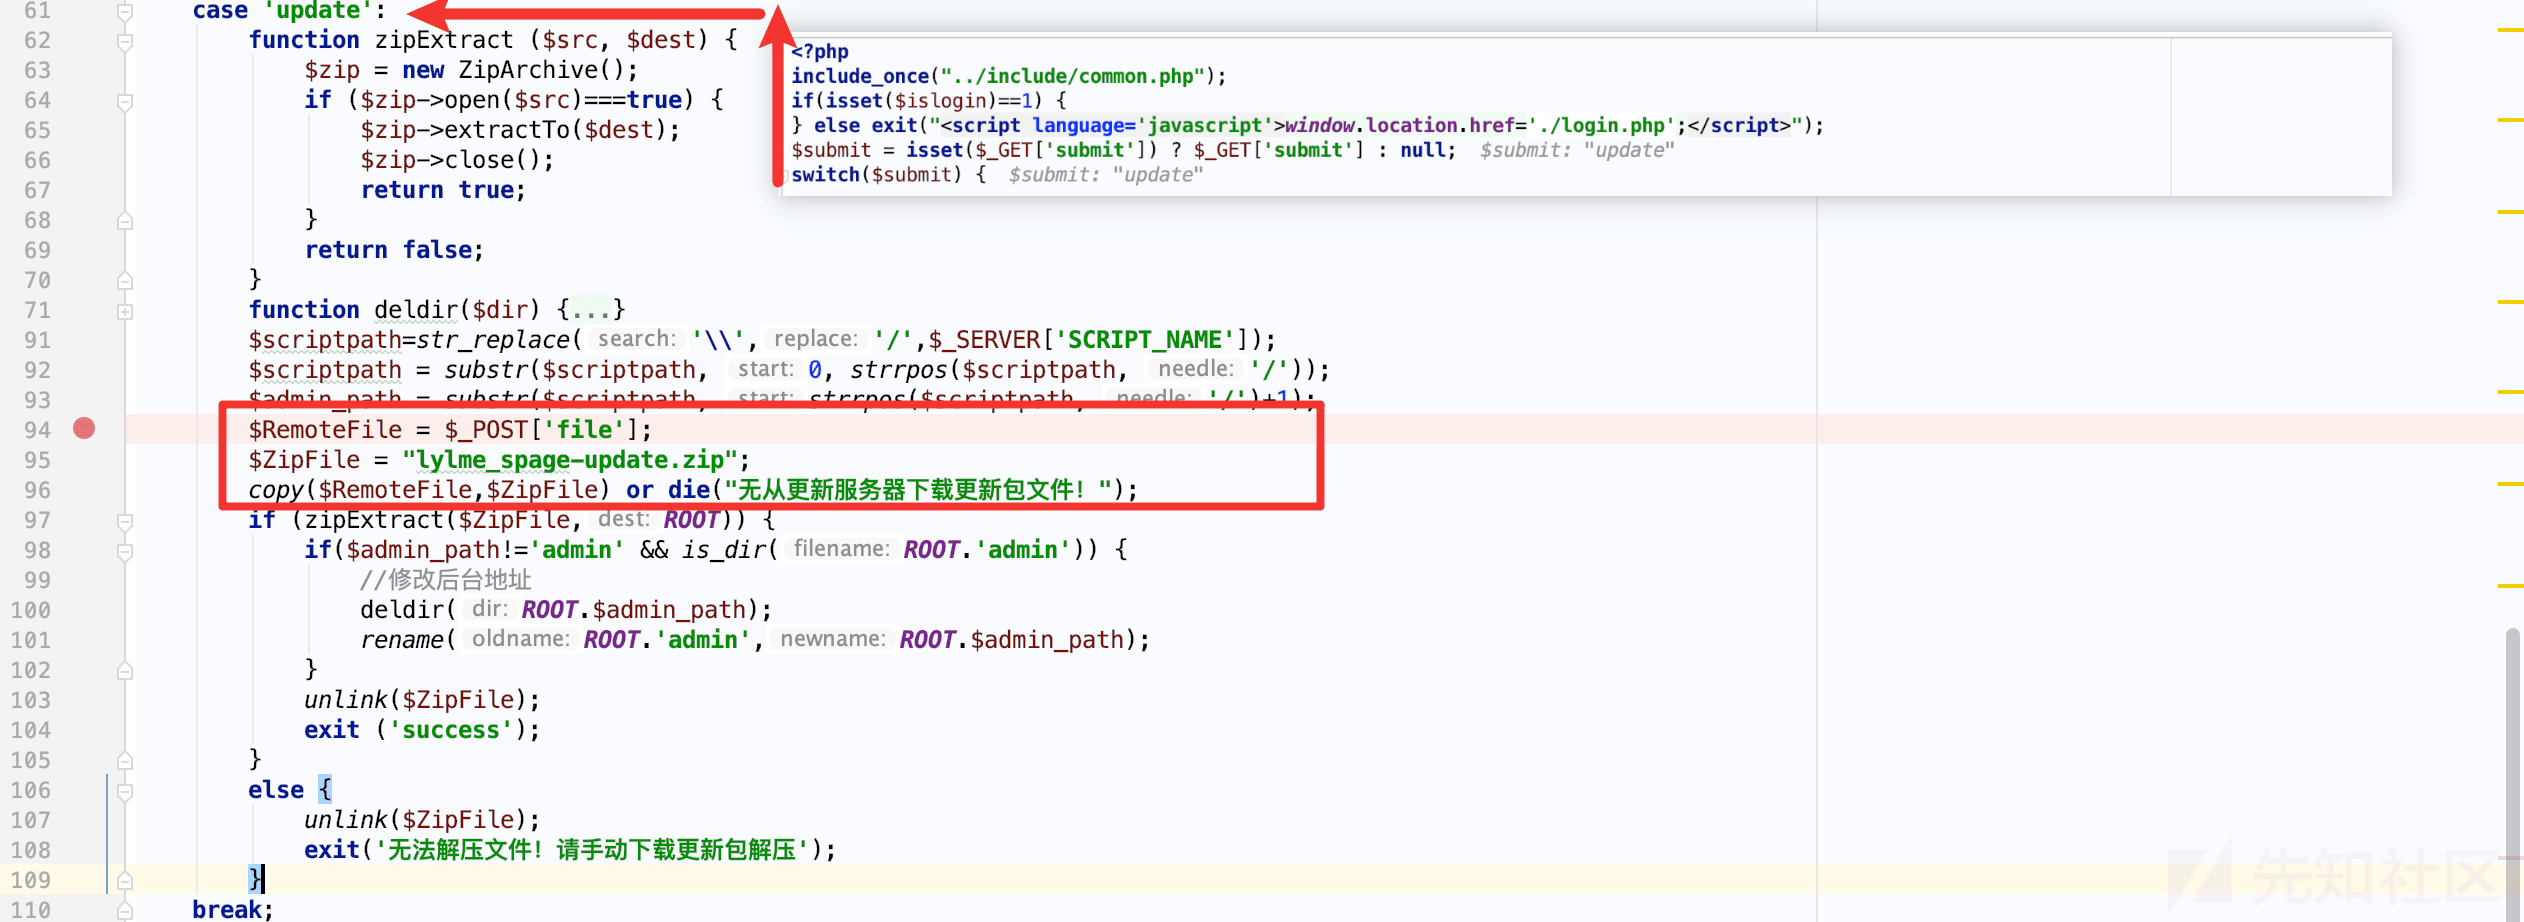 61 case 'update':
62 function zipExtract ($src, $dest) {
63 $zip = new ZipArchive();
64 if ($zip->open($src)===true) {
65 $zip->extractTo($dest);
66 $zip->close();
67 return true;
68 }
69 return false;
70 }
71 function deldir($dir) {...}
91 $scriptpath=str_replace( search: '\\', replace: '/',$_SERVER['SCRIPT_NAME']);
92 $scriptpath = substr($scriptpath, start: 0, strrpos($scriptpath, needle: '/'));
93 $admin_path = substr($scriptpath, start: strrpos($scriptpath, needle: '/')+1);
94 $RemoteFile = $_POST['file'];
95 $ZipFile = "lylme_spage-update.zip";
96 copy($RemoteFile,$ZipFile) or die("无从更新服务器下载更新包文件！");
97 if (zipExtract($ZipFile, dest: ROOT)) {
98 if($admin_path!='admin' && is_dir( filename: ROOT.'admin')) {
99 //修改后台地址
100 deldir( dir: ROOT.$admin_path);
101 rename( oldname: ROOT.'admin', newname: ROOT.$admin_path);
102 }
103 unlink($ZipFile);
104 exit ('success');
105 }
106 else {
107 unlink($ZipFile);
108 exit('无法解压文件！请手动下载更新包解压');
109 }
110 break;
<?php
include_once("../include/common.php");
if(isset($islogin)==1) {
} else exit("<script language='javascript'>window.location.href='./login.php';</script>");
$submit = isset($_GET['submit']) ? $_GET['submit'] : null; $submit: "update"
switch($submit) { $submit: "update"
先知社区